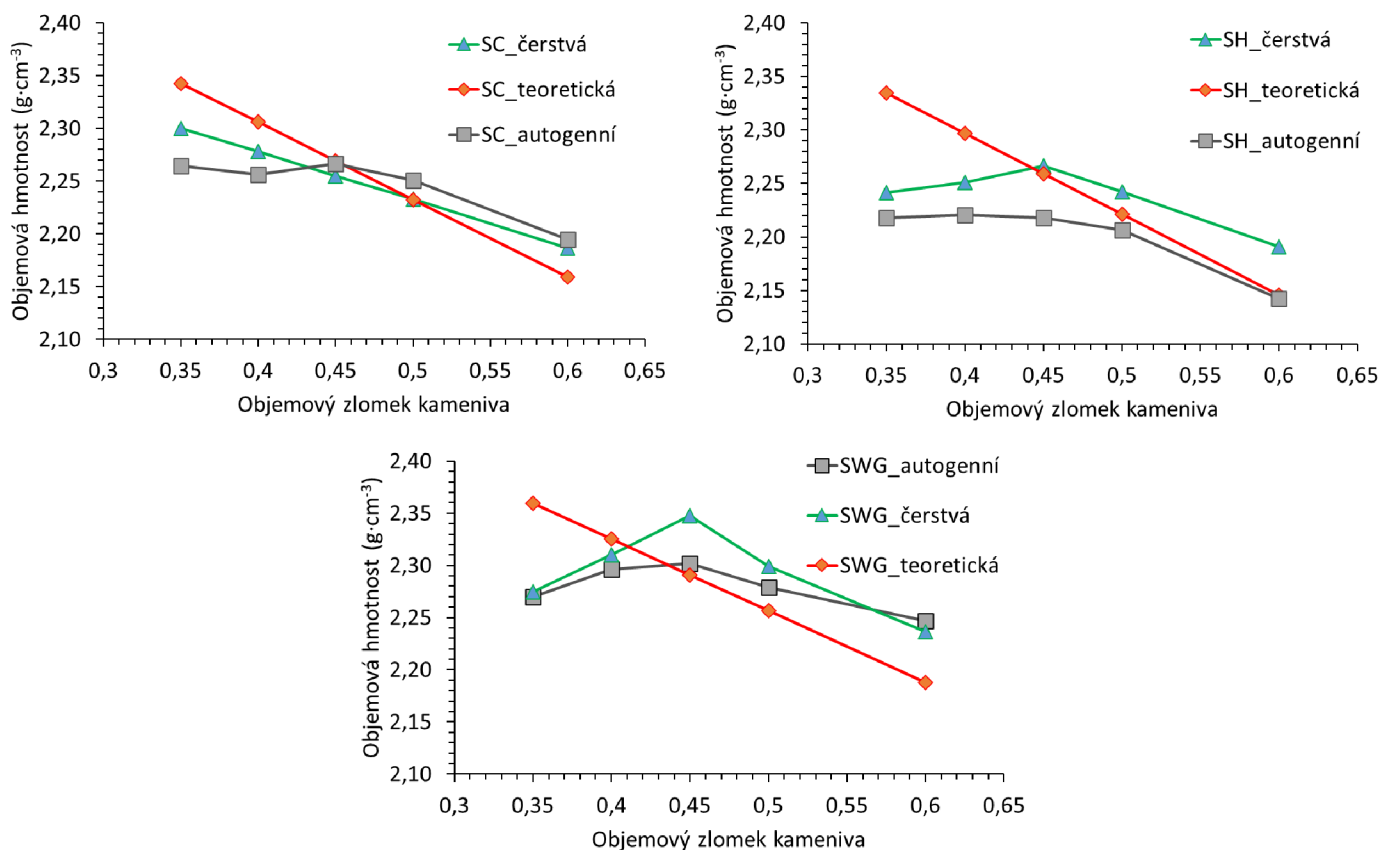 Objemová hmotnost (g·cm-3)
2,40
2,35
2,30
2,25
2,20
2,15
2,10
SC_čerstvá
SC_teoretická
SC_autogenní
0,3 0,35 0,4 0,45 0,5 0,55 0,6 0,65
Objemový zlomek kameniva
Objemová hmotnost (g·cm-3)
2,40
2,35
2,30
2,25
2,20
2,15
2,10
SH_čerstvá
SH_teoretická
SH_autogenní
0,3 0,35 0,4 0,45 0,5 0,55 0,6 0,65
Objemový zlomek kameniva
Objemová hmotnost (g·cm-3)
2,40
2,35
2,30
2,25
2,20
2,15
2,10
SWG_autogenní
SWG_čerstvá
SWG_teoretická
0,3 0,35 0,4 0,45 0,5 0,55 0,6 0,65
Objemový zlomek kameniva